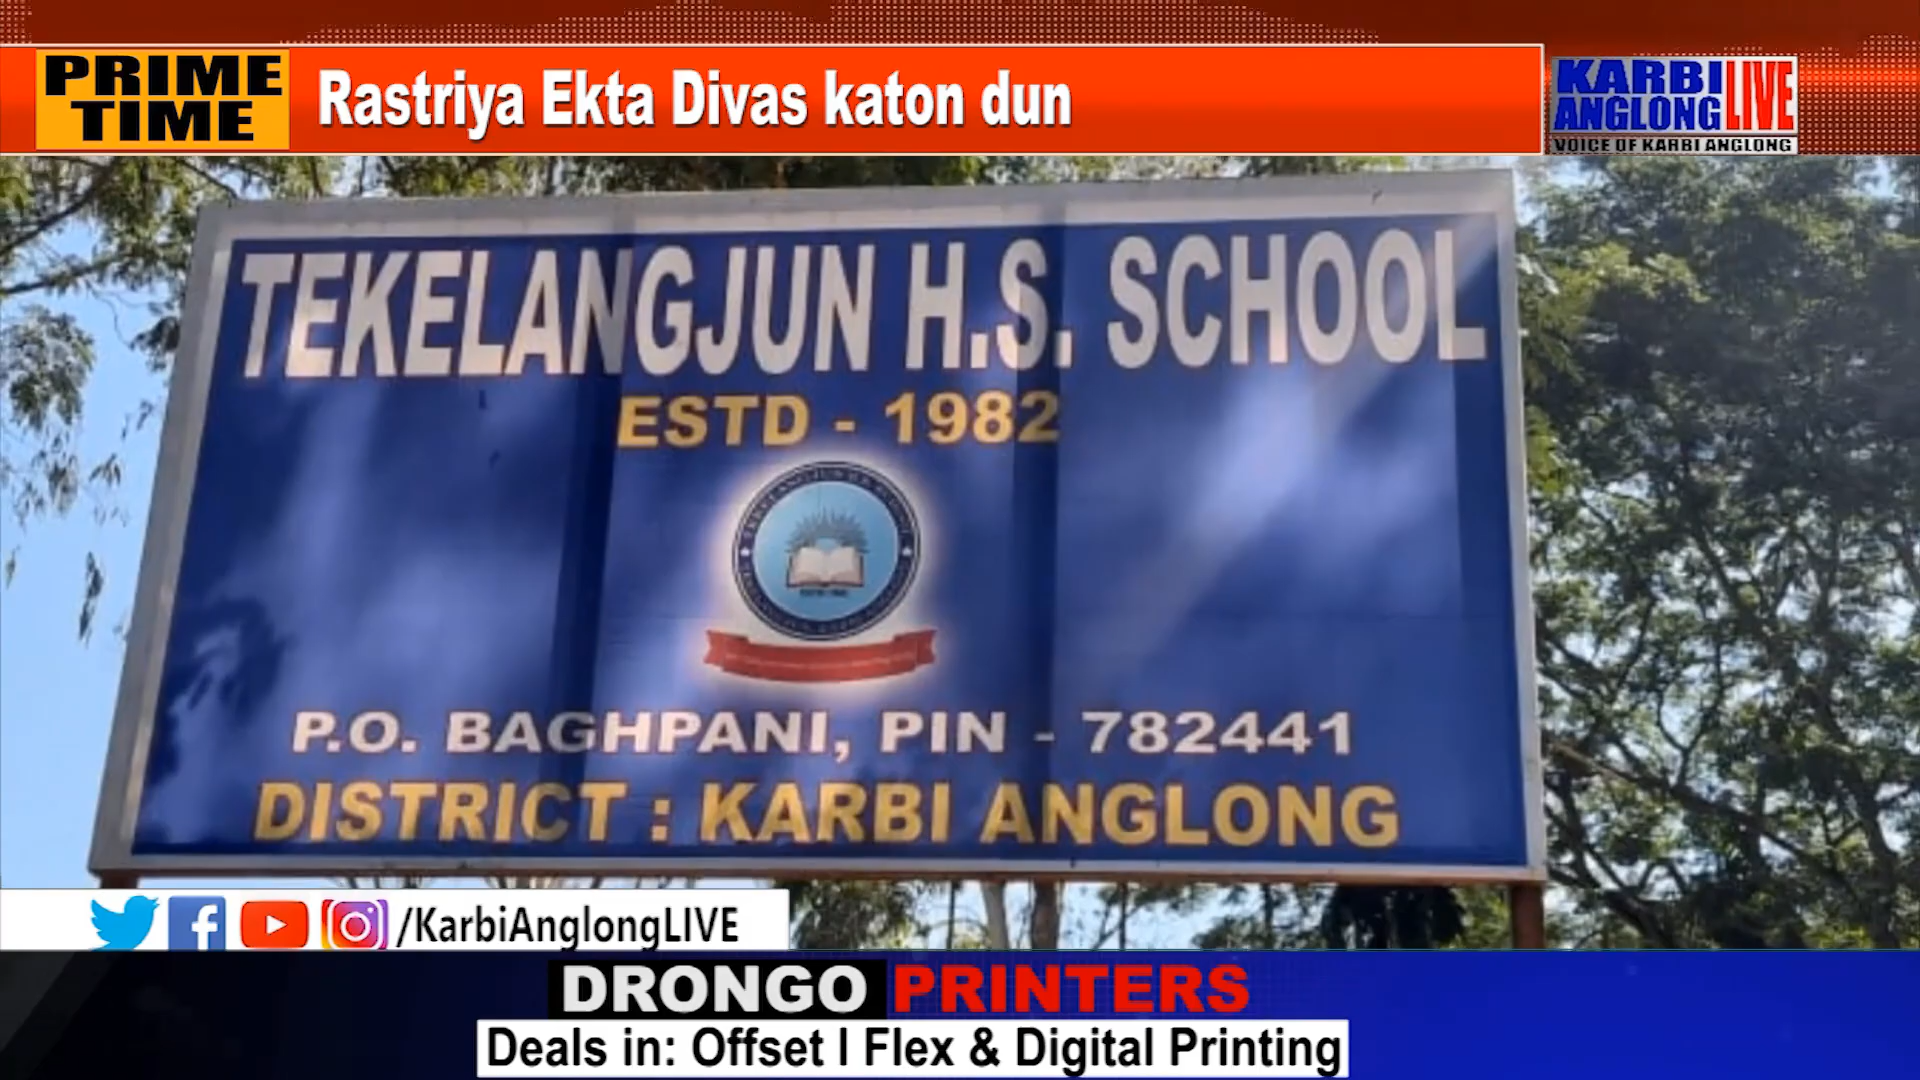 PRIME
TIME
Rastriya Ekta Divas katon dun
KARBI
ANGLONG
LIVE
VOICE OF KARBI ANGLONG
TEKELANGJUN H.S. SCHOOL
ESTD - 1982
P.O. BAGHPANI, PIN - 782441
DISTRICT : KARBI ANGLONG
/KarbiAnglongLIVE
DRONGO PRINTERS
Deals in: Offset I Flex & Digital Printing